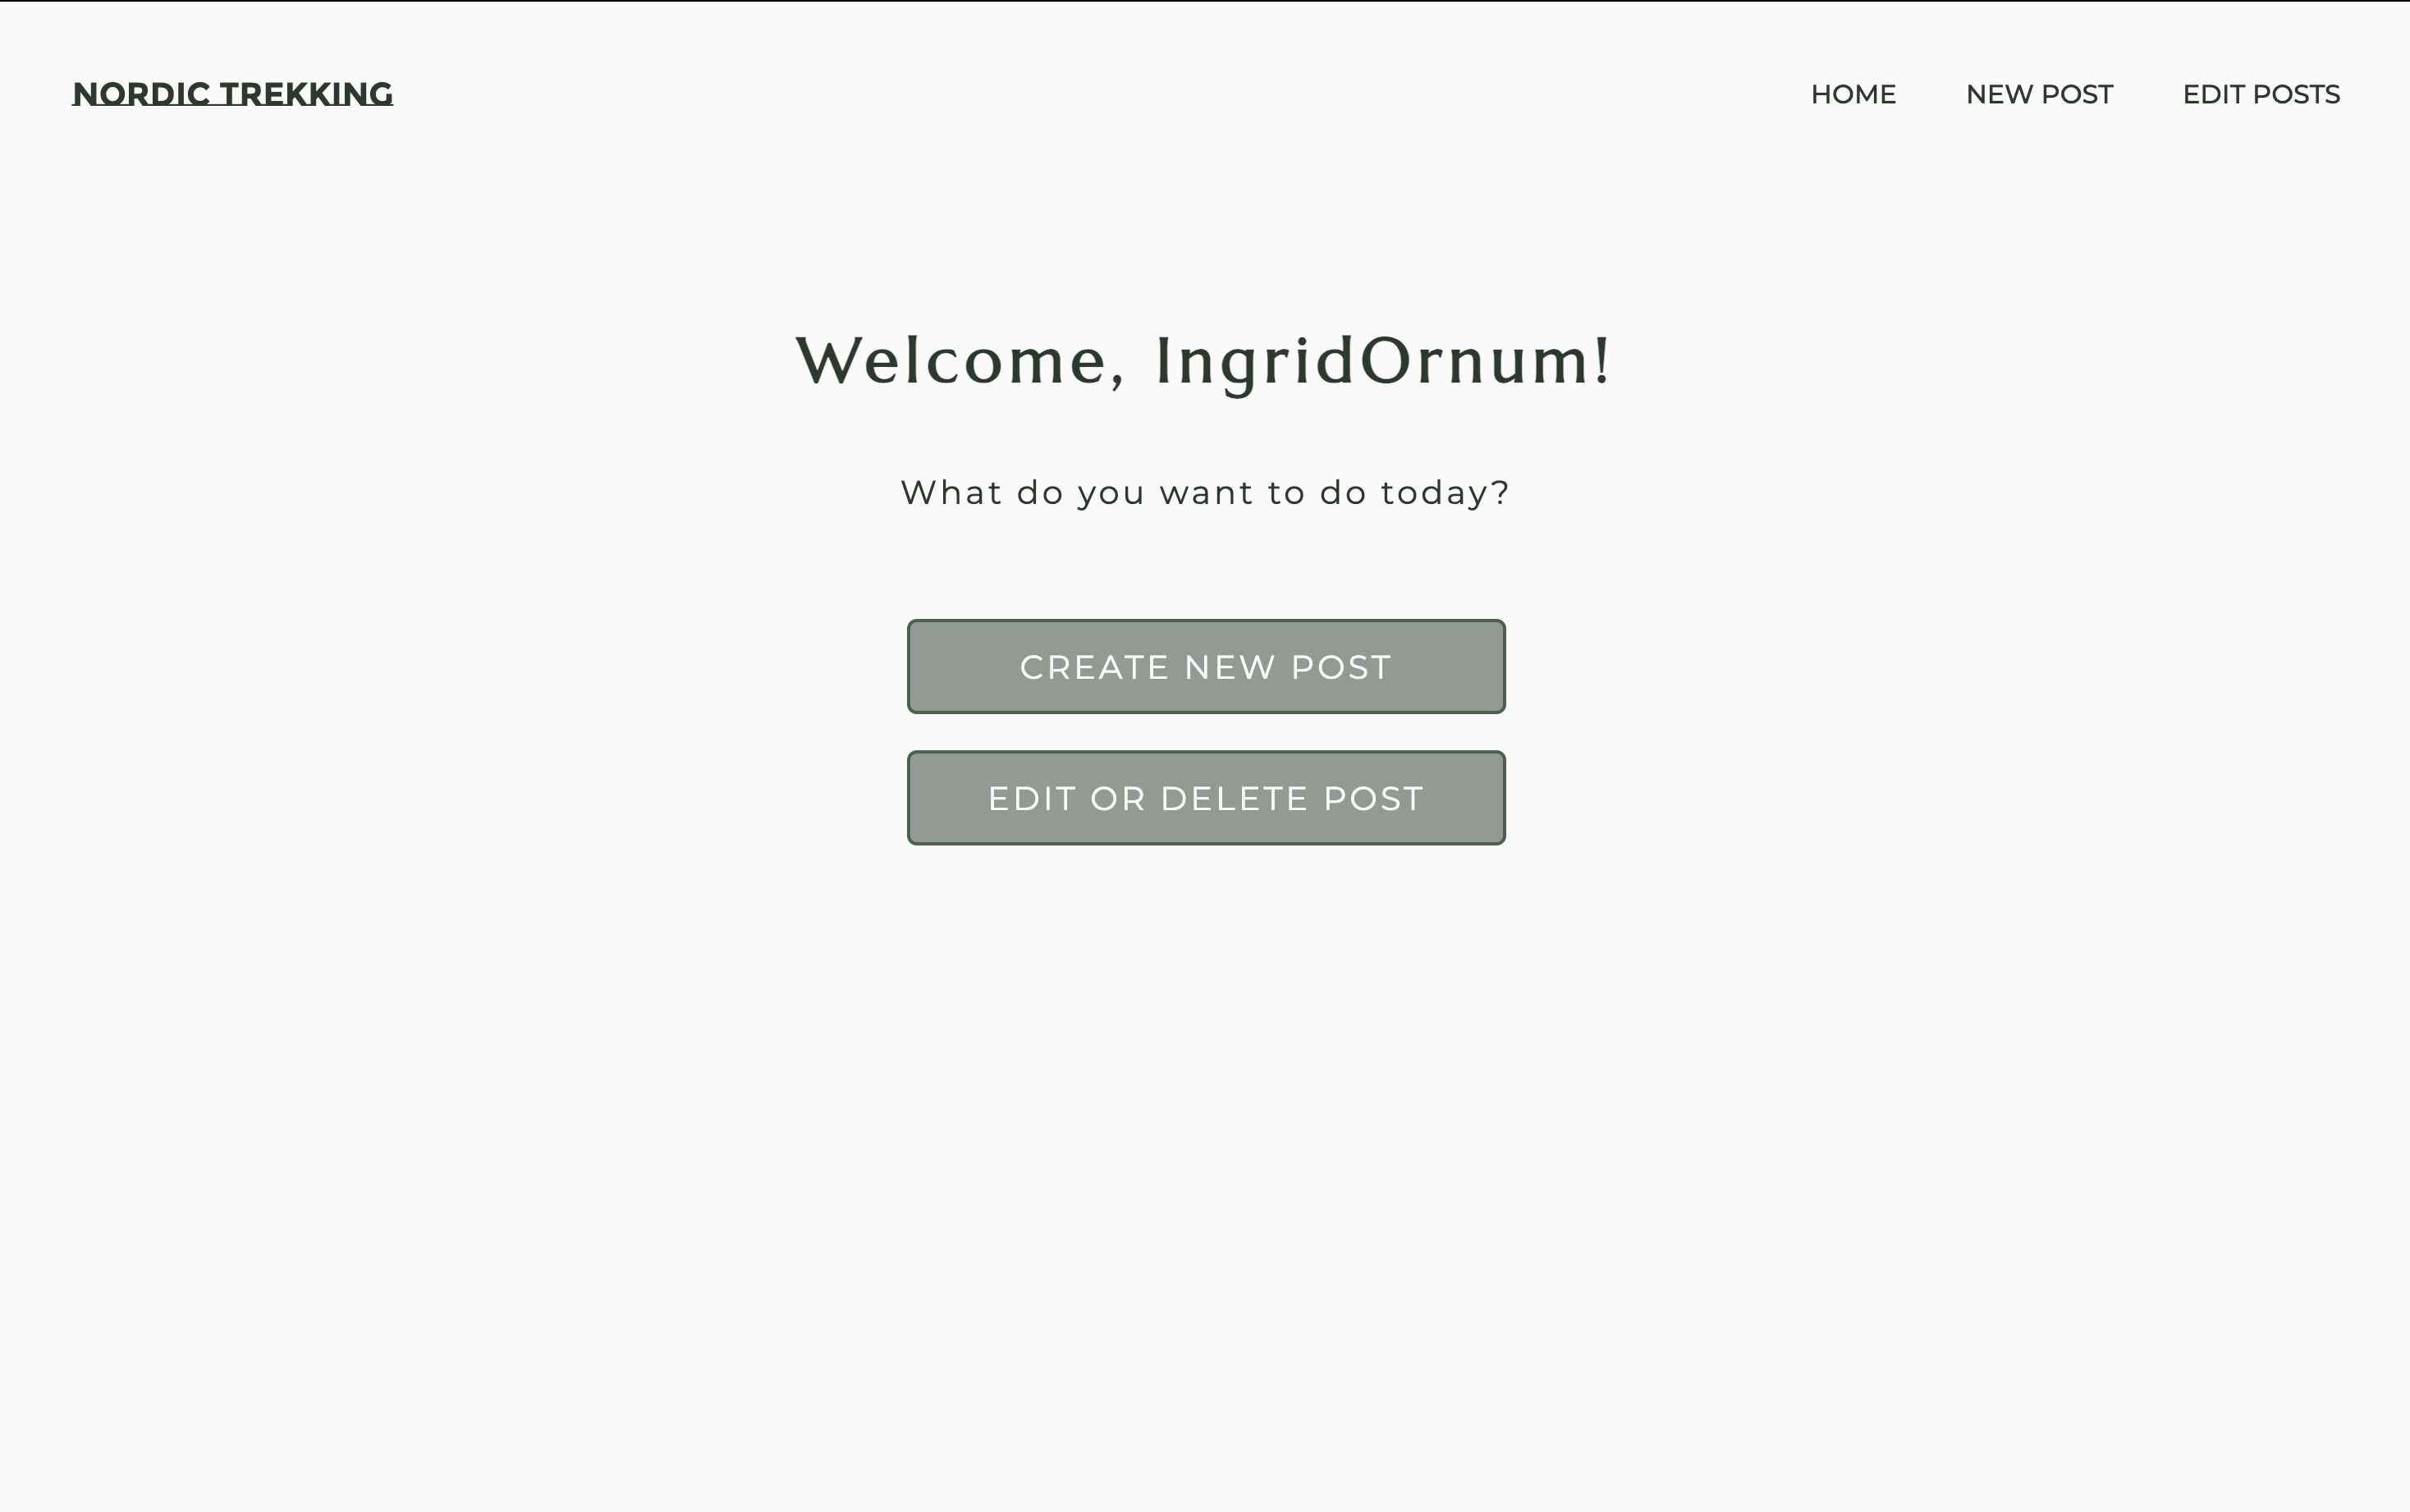 NORDIC TREKKING
HOME NEW POST EDIT POSTS
Welcome, IngridOrnum!
What do you want to do today?
CREATE NEW POST
EDIT OR DELETE POST